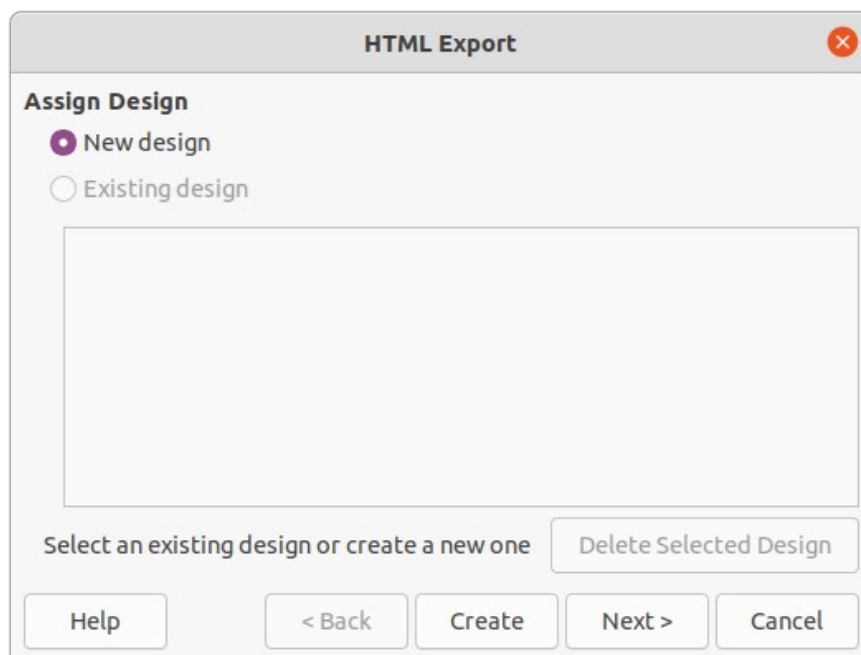 HTML Export
Assign Design
New design
Existing design
Select an existing design or create a new one
Delete Selected Design
Help
< Back
Create
Next >
Cancel